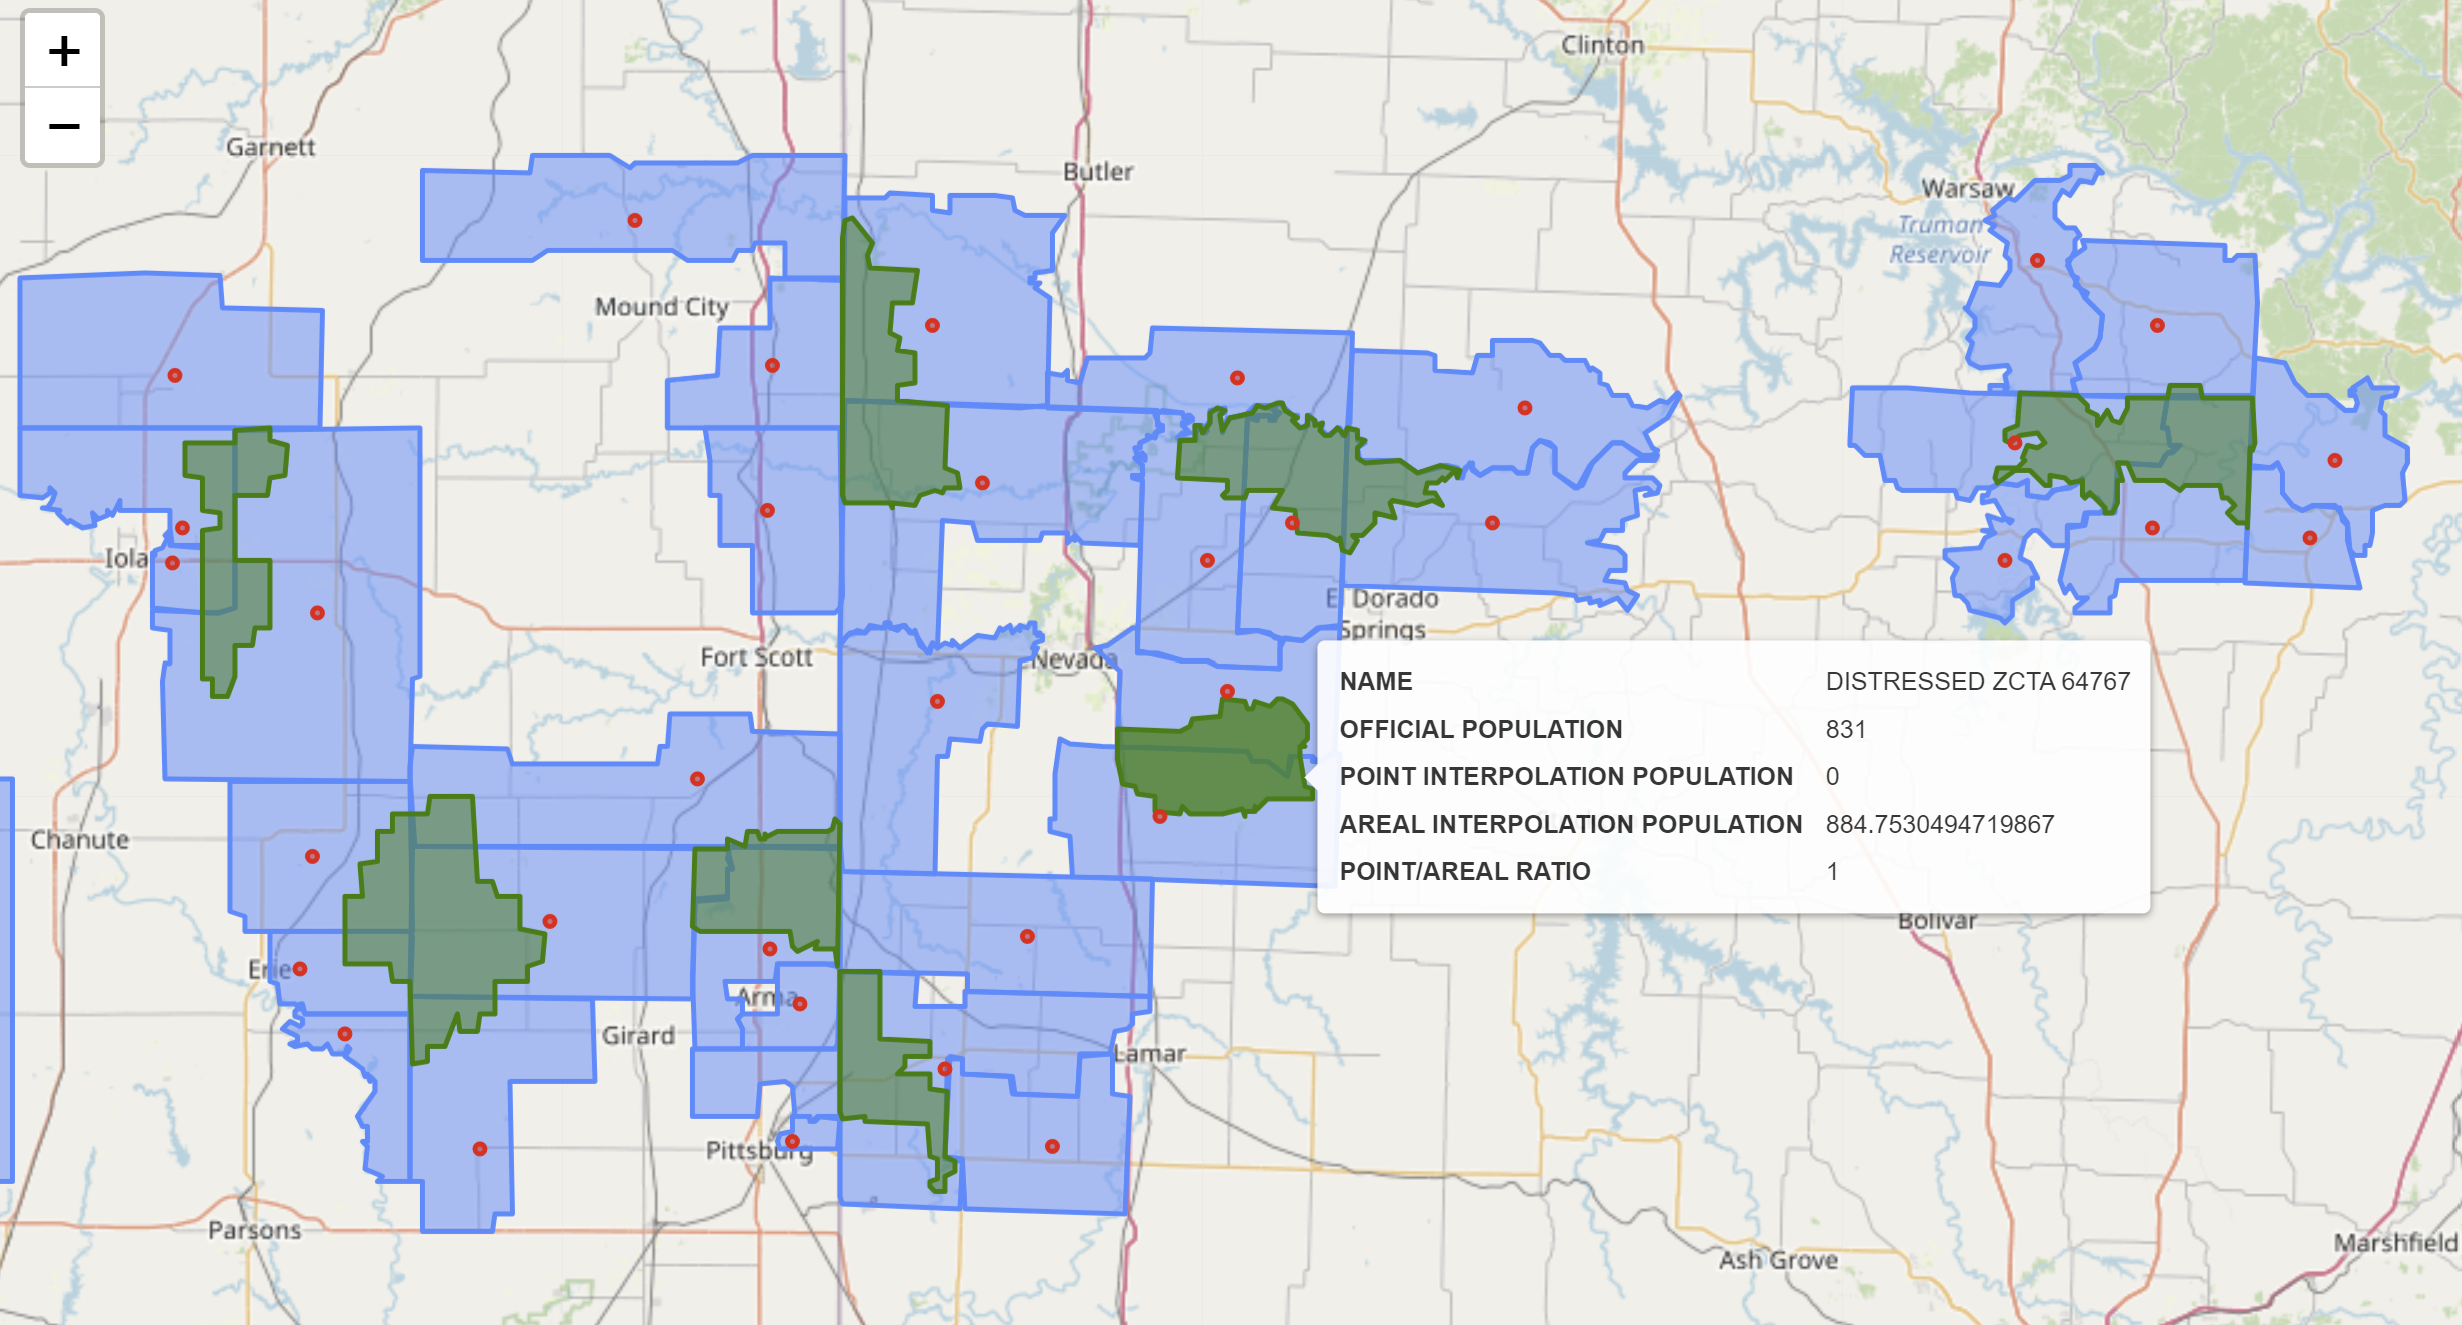 +
−
Clinton
Garnett
Butler
Warsaw
Truman
Reservoir
Mound City
Iola
El Dorado
Springs
Fort Scott
Nevada
NAME DISTRESSED ZCTA 64767
OFFICIAL POPULATION 831
POINT INTERPOLATION POPULATION 0
AREAL INTERPOLATION POPULATION 884.7530494719867
POINT/AREAL RATIO 1
Chanute
Bolivar
Erie
Arma
Girard
Lamar
Pittsburg
Parsons
Marshfield
Ash Grove